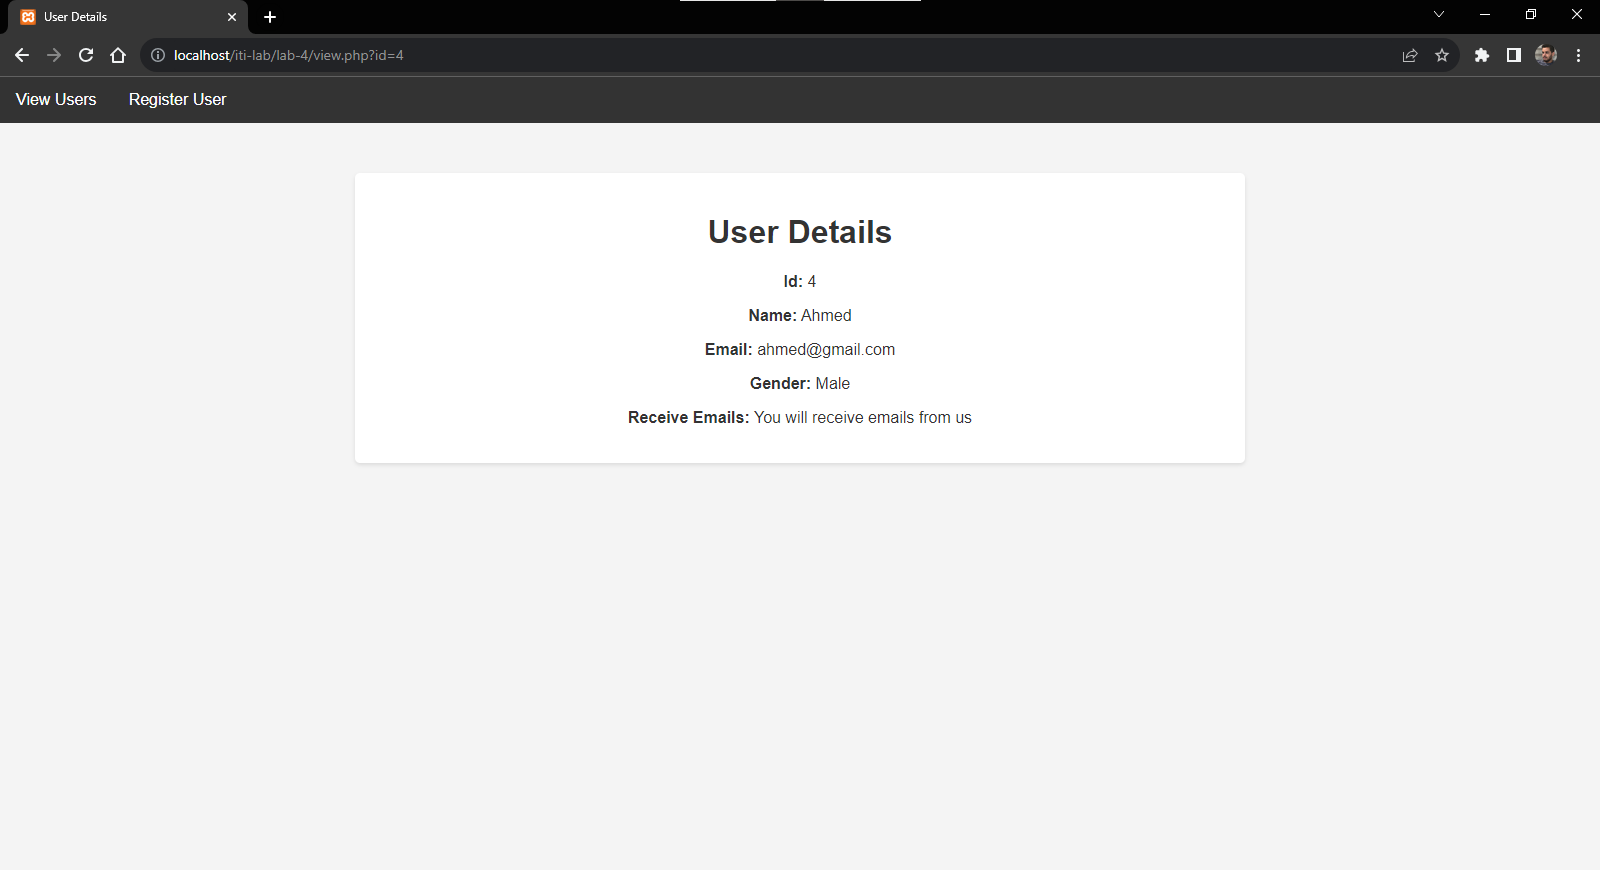 User Details
localhost/iti-lab/lab-4/view.php?id=4
View Users Register User
User Details
Id: 4
Name: Ahmed
Email: ahmed@gmail.com
Gender: Male
Receive Emails: You will receive emails from us